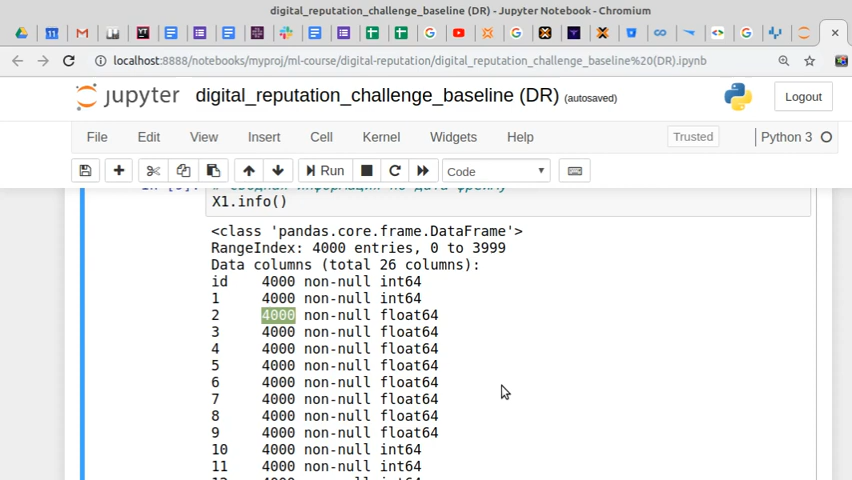 digital_reputation_challenge_baseline (DR) - Jupyter Notebook - Chromium
localhost:8888/notebooks/myproj/ml-course/digital-reputation/digital_reputation_challenge_baseline%20(DR).ipynb
jupyter digital_reputation_challenge_baseline (DR) (autosaved) Logout
File Edit View Insert Cell Kernel Widgets Help Trusted Python 3
Run Code
X1.info()
<class 'pandas.core.frame.DataFrame'>
RangeIndex: 4000 entries, 0 to 3999
Data columns (total 26 columns):
id 4000 non-null int64
1 4000 non-null int64
2 4000 non-null float64
3 4000 non-null float64
4 4000 non-null float64
5 4000 non-null float64
6 4000 non-null float64
7 4000 non-null float64
8 4000 non-null float64
9 4000 non-null float64
10 4000 non-null int64
11 4000 non-null int64